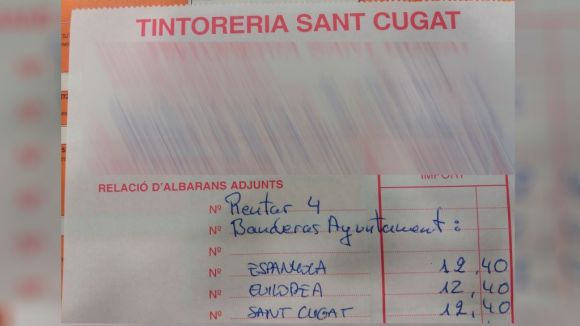 TINTORERIA SANT CUGAT
RELACIÓ D'ALBARANS ADJUNTS
IMPORT
Nº Rentar 4
Nº Banderas Ayuntament:
Nº
Nº ESPANYOLA 12,40
Nº EUROPEA 12,40
Nº SANT CUGAT 12,40